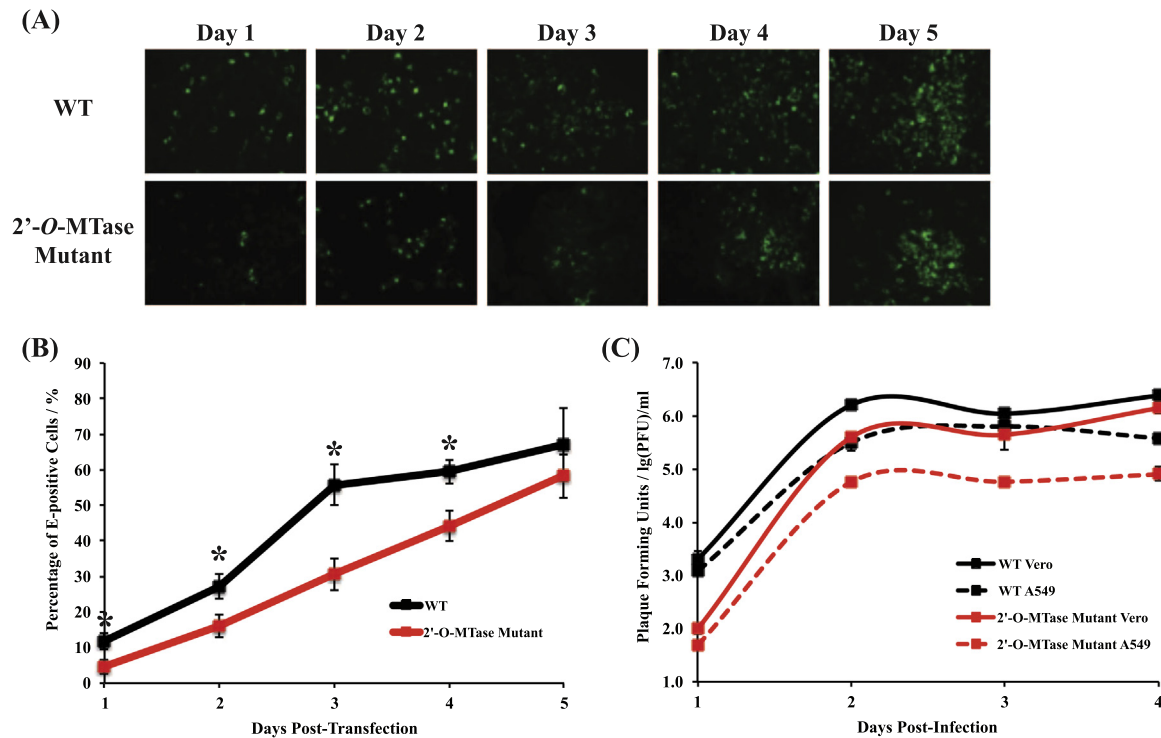 (A)
Day 1 Day 2 Day 3 Day 4 Day 5
WT
2'-O-MTase
Mutant
(B)
Percentage of E-positive Cells / %
90
80
70
60
50
40
30
20
10
0
* * * *
WT
2'-O-MTase Mutant
1 2 3 4 5
Days Post-Transfection
(C)
Plaque Forming Units / lg(PFU)/ml
7.0
6.0
5.0
4.0
3.0
2.0
1.0
WT Vero
WT A549
2'-O-MTase Mutant Vero
2'-O-MTase Mutant A549
1 2 3 4
Days Post-Infection